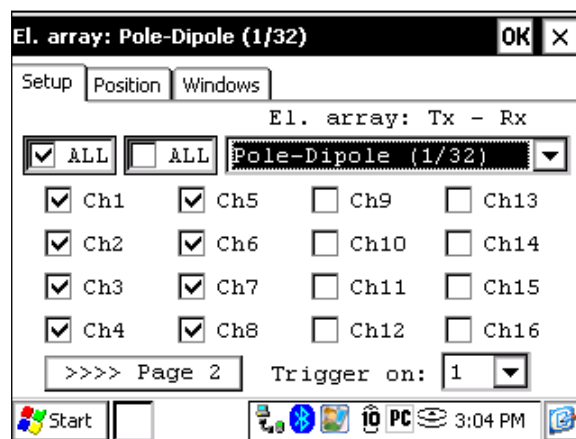 El. array: Pole-Dipole (1/32) OK ×
Setup Position Windows
El. array: Tx - Rx
ALL ALL Pole-Dipole (1/32)
Ch1 Ch5 Ch9 Ch13
Ch2 Ch6 Ch10 Ch14
Ch3 Ch7 Ch11 Ch15
Ch4 Ch8 Ch12 Ch16
>>>> Page 2 Trigger on: 1
Start PC 3:04 PM